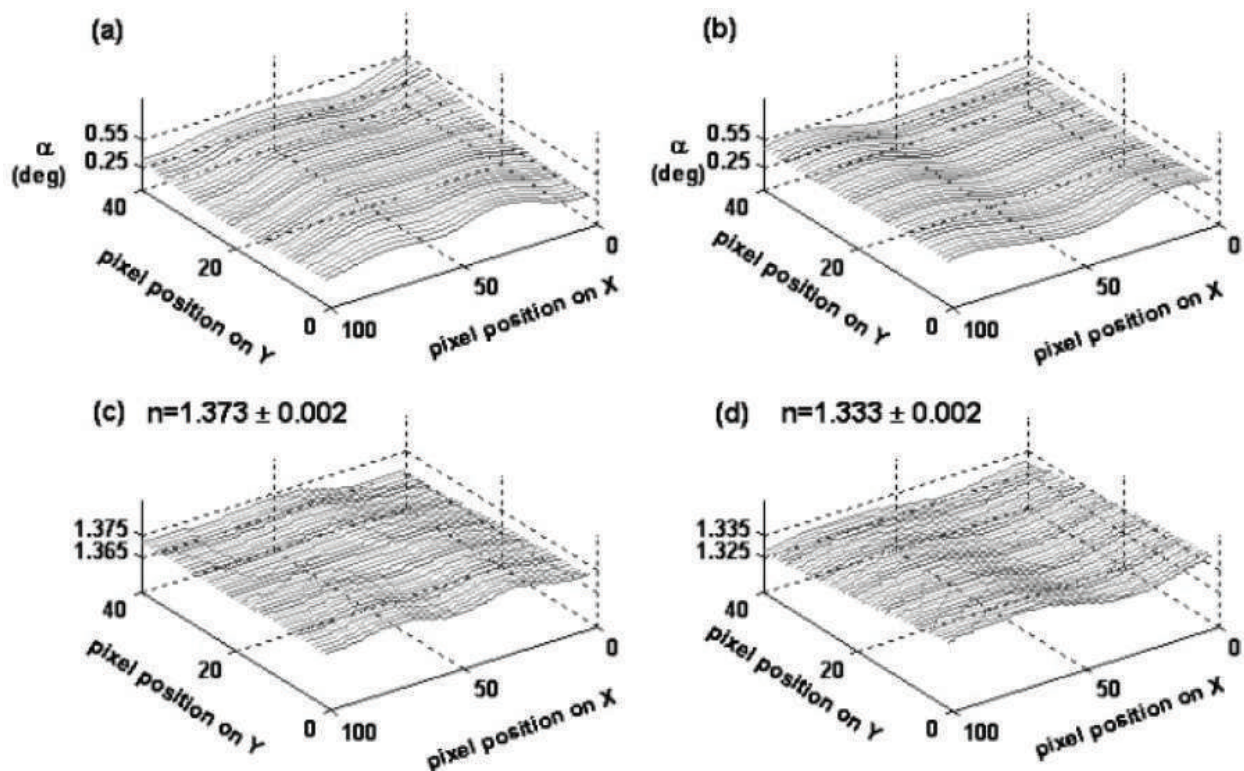 (a)
α
(deg)
0.55
0.25
40
20
0
pixel position on Y
100
50
0
pixel position on X
(b)
α
(deg)
0.55
0.25
40
20
0
pixel position on Y
100
50
0
pixel position on X
(c) n=1.373 ± 0.002
1.375
1.365
40
20
0
pixel position on Y
100
50
0
pixel position on X
(d) n=1.333 ± 0.002
1.335
1.325
40
20
0
pixel position on Y
100
50
0
pixel position on X